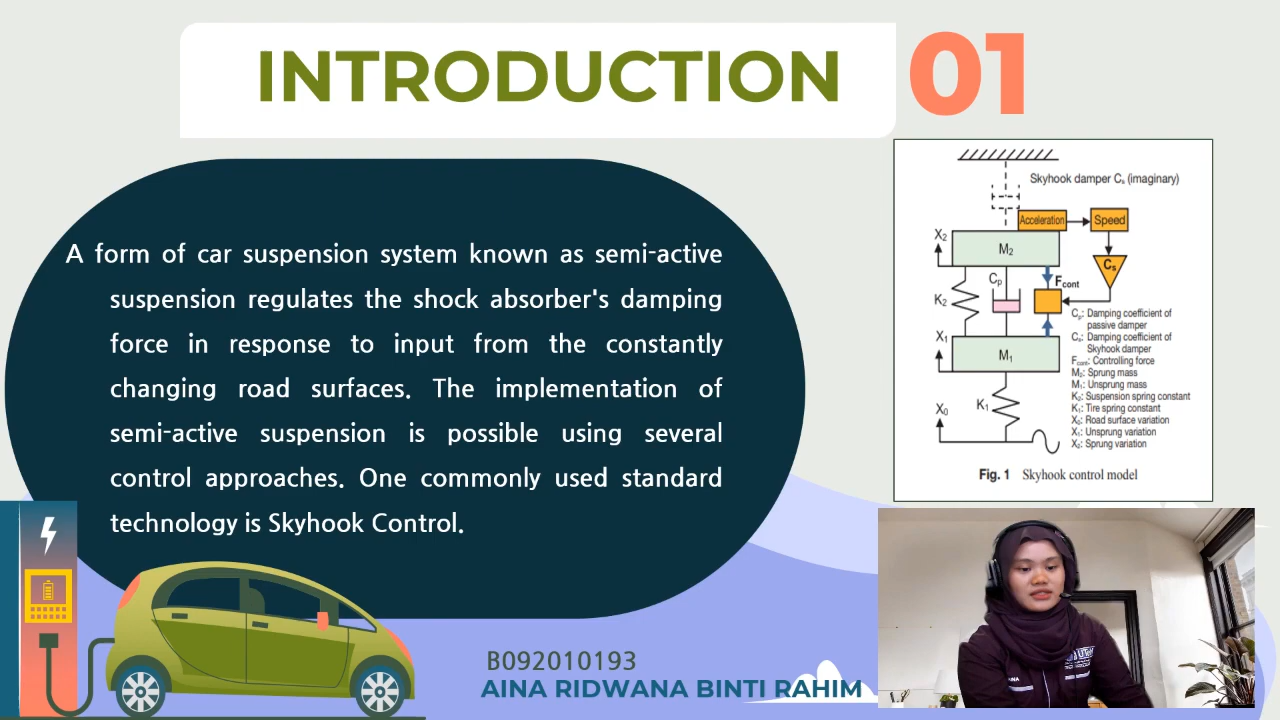 INTRODUCTION
01
A form of car suspension system known as semi-active
suspension regulates the shock absorber's damping
force in response to input from the constantly
changing road surfaces. The implementation of
semi-active suspension is possible using several
control approaches. One commonly used standard
technology is Skyhook Control.
Skyhook damper Cs (imaginary)
Acceleration
Speed
X2
M2
Cs
Cp
Fcont
K2
X1
M1
K1
X0
Cp: Damping coefficient of
passive damper
Cs: Damping coefficient of
Skyhook damper
Fcont: Controlling force
M2: Sprung mass
M1: Unsprung mass
K2: Suspension spring constant
K1: Tire spring constant
X0: Road surface variation
X1: Unsprung variation
X2: Sprung variation
Fig. 1 Skyhook control model
B092010193
AINA RIDWANA BINTI RAHIM